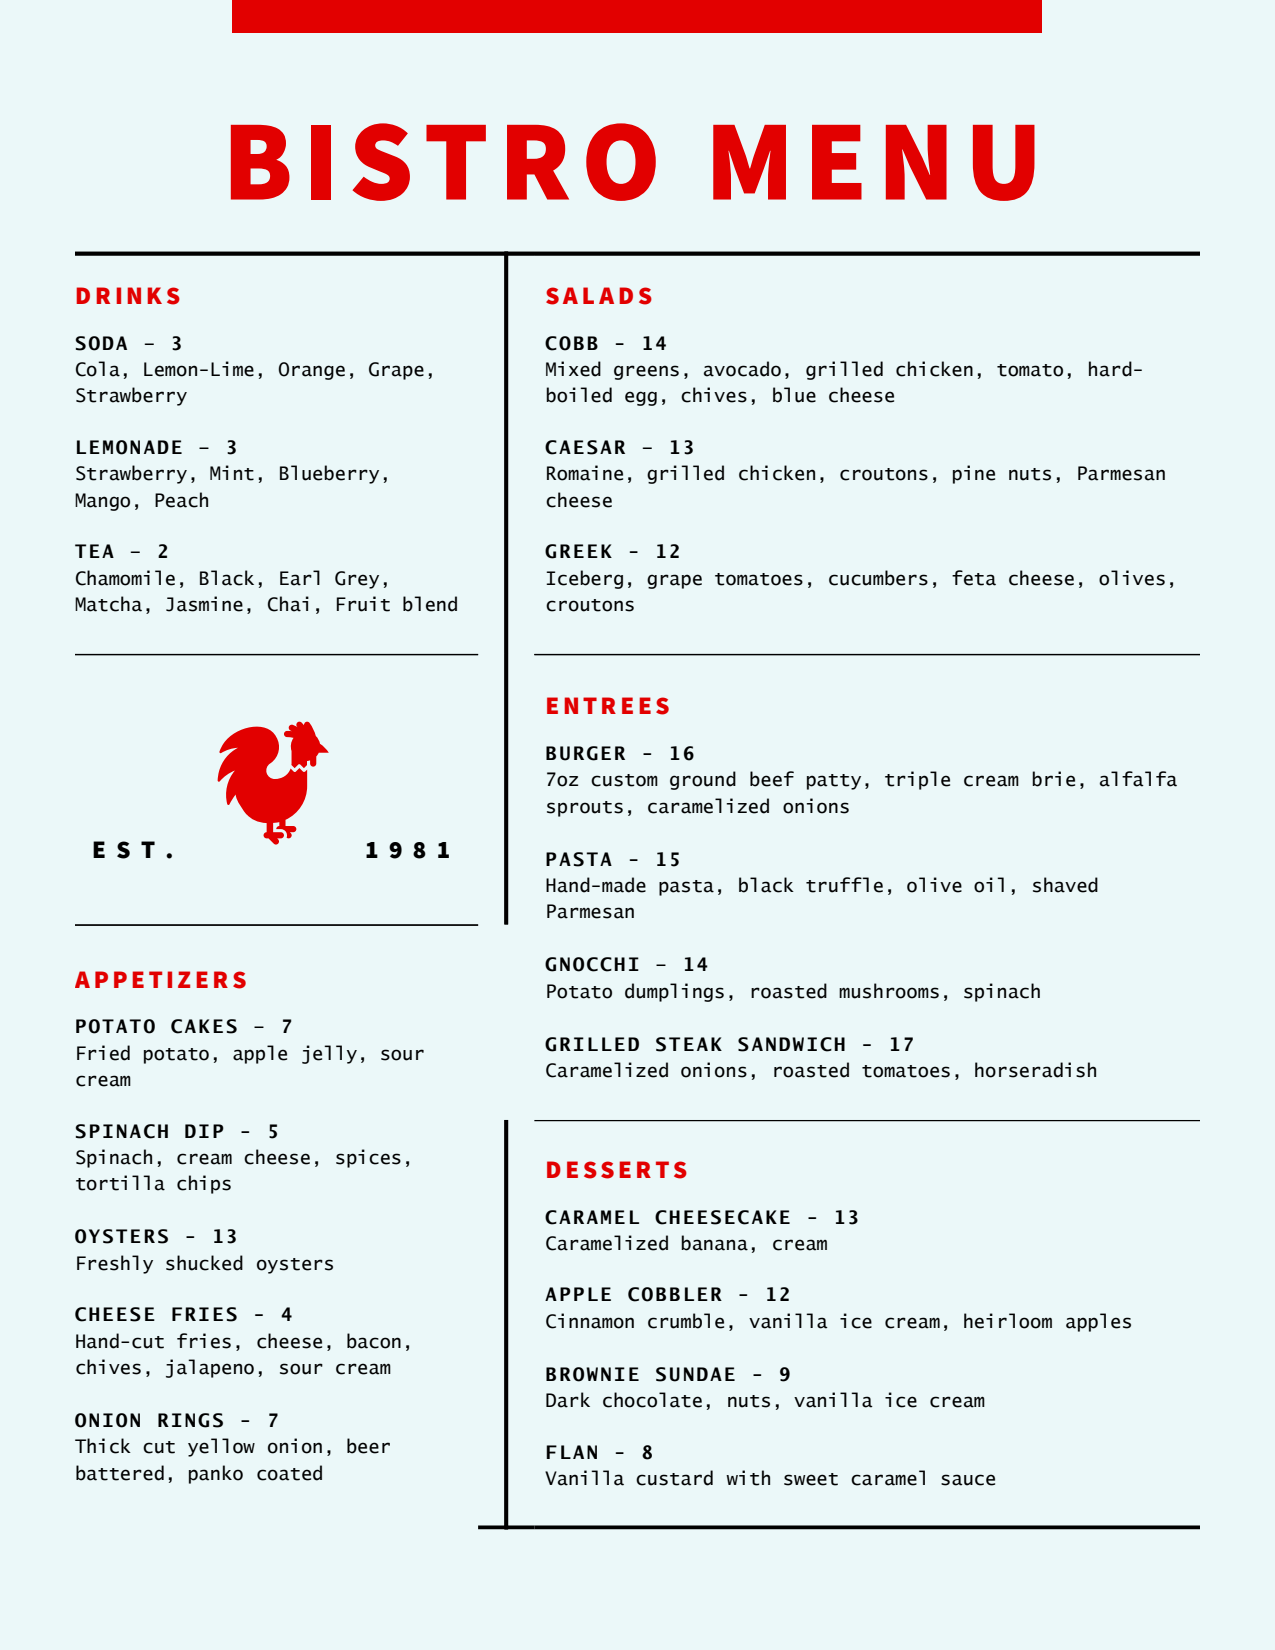 BISTRO MENU
DRINKS
SODA – 3
Cola, Lemon-Lime, Orange, Grape,
Strawberry
LEMONADE – 3
Strawberry, Mint, Blueberry,
Mango, Peach
TEA – 2
Chamomile, Black, Earl Grey,
Matcha, Jasmine, Chai, Fruit blend
EST. 1981
APPETIZERS
POTATO CAKES – 7
Fried potato, apple jelly, sour
cream
SPINACH DIP – 5
Spinach, cream cheese, spices,
tortilla chips
OYSTERS – 13
Freshly shucked oysters
CHEESE FRIES – 4
Hand-cut fries, cheese, bacon,
chives, jalapeno, sour cream
ONION RINGS – 7
Thick cut yellow onion, beer
battered, panko coated
SALADS
COBB – 14
Mixed greens, avocado, grilled chicken, tomato, hard-
boiled egg, chives, blue cheese
CAESAR – 13
Romaine, grilled chicken, croutons, pine nuts, Parmesan
cheese
GREEK – 12
Iceberg, grape tomatoes, cucumbers, feta cheese, olives,
croutons
ENTREES
BURGER – 16
7oz custom ground beef patty, triple cream brie, alfalfa
sprouts, caramelized onions
PASTA – 15
Hand-made pasta, black truffle, olive oil, shaved
Parmesan
GNOCCHI – 14
Potato dumplings, roasted mushrooms, spinach
GRILLED STEAK SANDWICH – 17
Caramelized onions, roasted tomatoes, horseradish
DESSERTS
CARAMEL CHEESECAKE – 13
Caramelized banana, cream
APPLE COBBLER – 12
Cinnamon crumble, vanilla ice cream, heirloom apples
BROWNIE SUNDAE – 9
Dark chocolate, nuts, vanilla ice cream
FLAN – 8
Vanilla custard with sweet caramel sauce